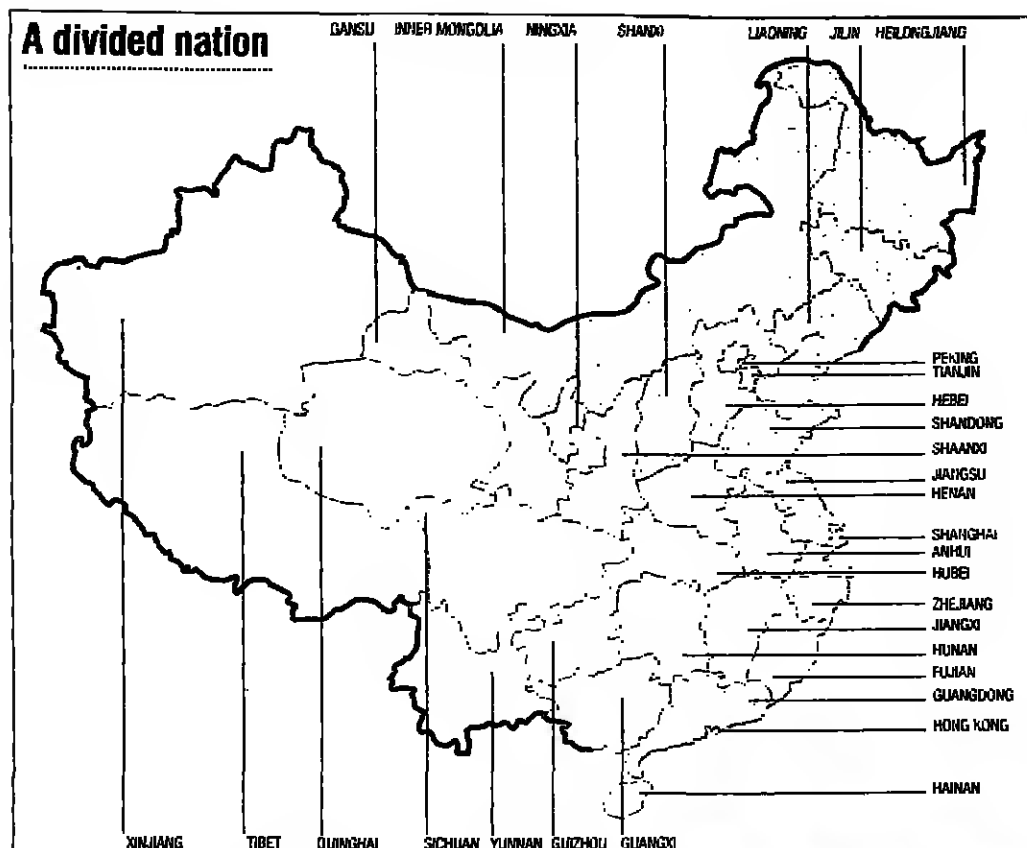 A divided nation
GANSU INNER MONGOLIA NINGXIA SHANXI LIAONING JILIN HEILONGJIANG
PEKING
TIANJIN
HEBEI
SHANDONG
SHAANXI
JIANGSU
HENAN
SHANGHAI
ANHUI
HUBEI
ZHEJIANG
JIANGXI
HUNAN
FUJIAN
GUANGDONG
HONG KONG
HAINAN
XINJIANG TIBET QUINGHAI SICHUAN YUNNAN GUIZHOU GUANGXI